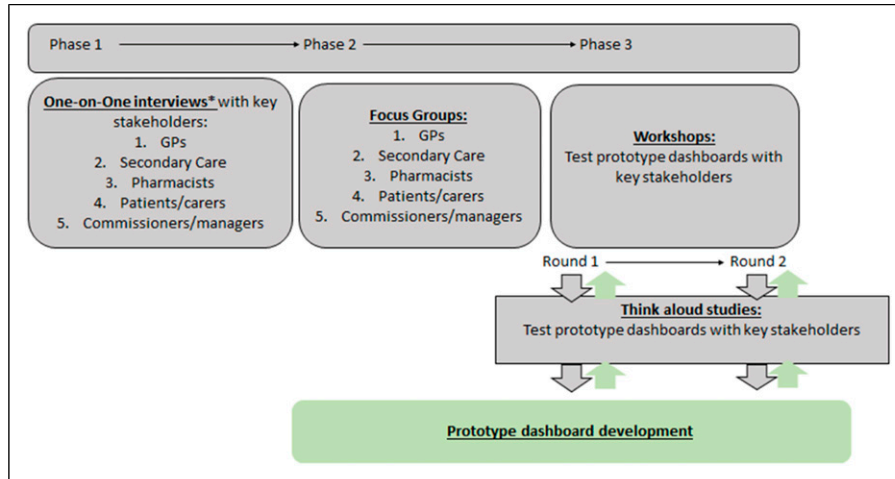 Phase 1
Phase 2
Phase 3
One-on-One interviews* with key
stakeholders:
1. GPs
2. Secondary Care
3. Pharmacists
4. Patients/carers
5. Commissioners/managers
Focus Groups:
1. GPs
2. Secondary Care
3. Pharmacists
4. Patients/carers
5. Commissioners/managers
Workshops:
Test prototype dashboards with
key stakeholders
Round 1
Round 2
Think aloud studies:
Test prototype dashboards with key stakeholders
Prototype dashboard development